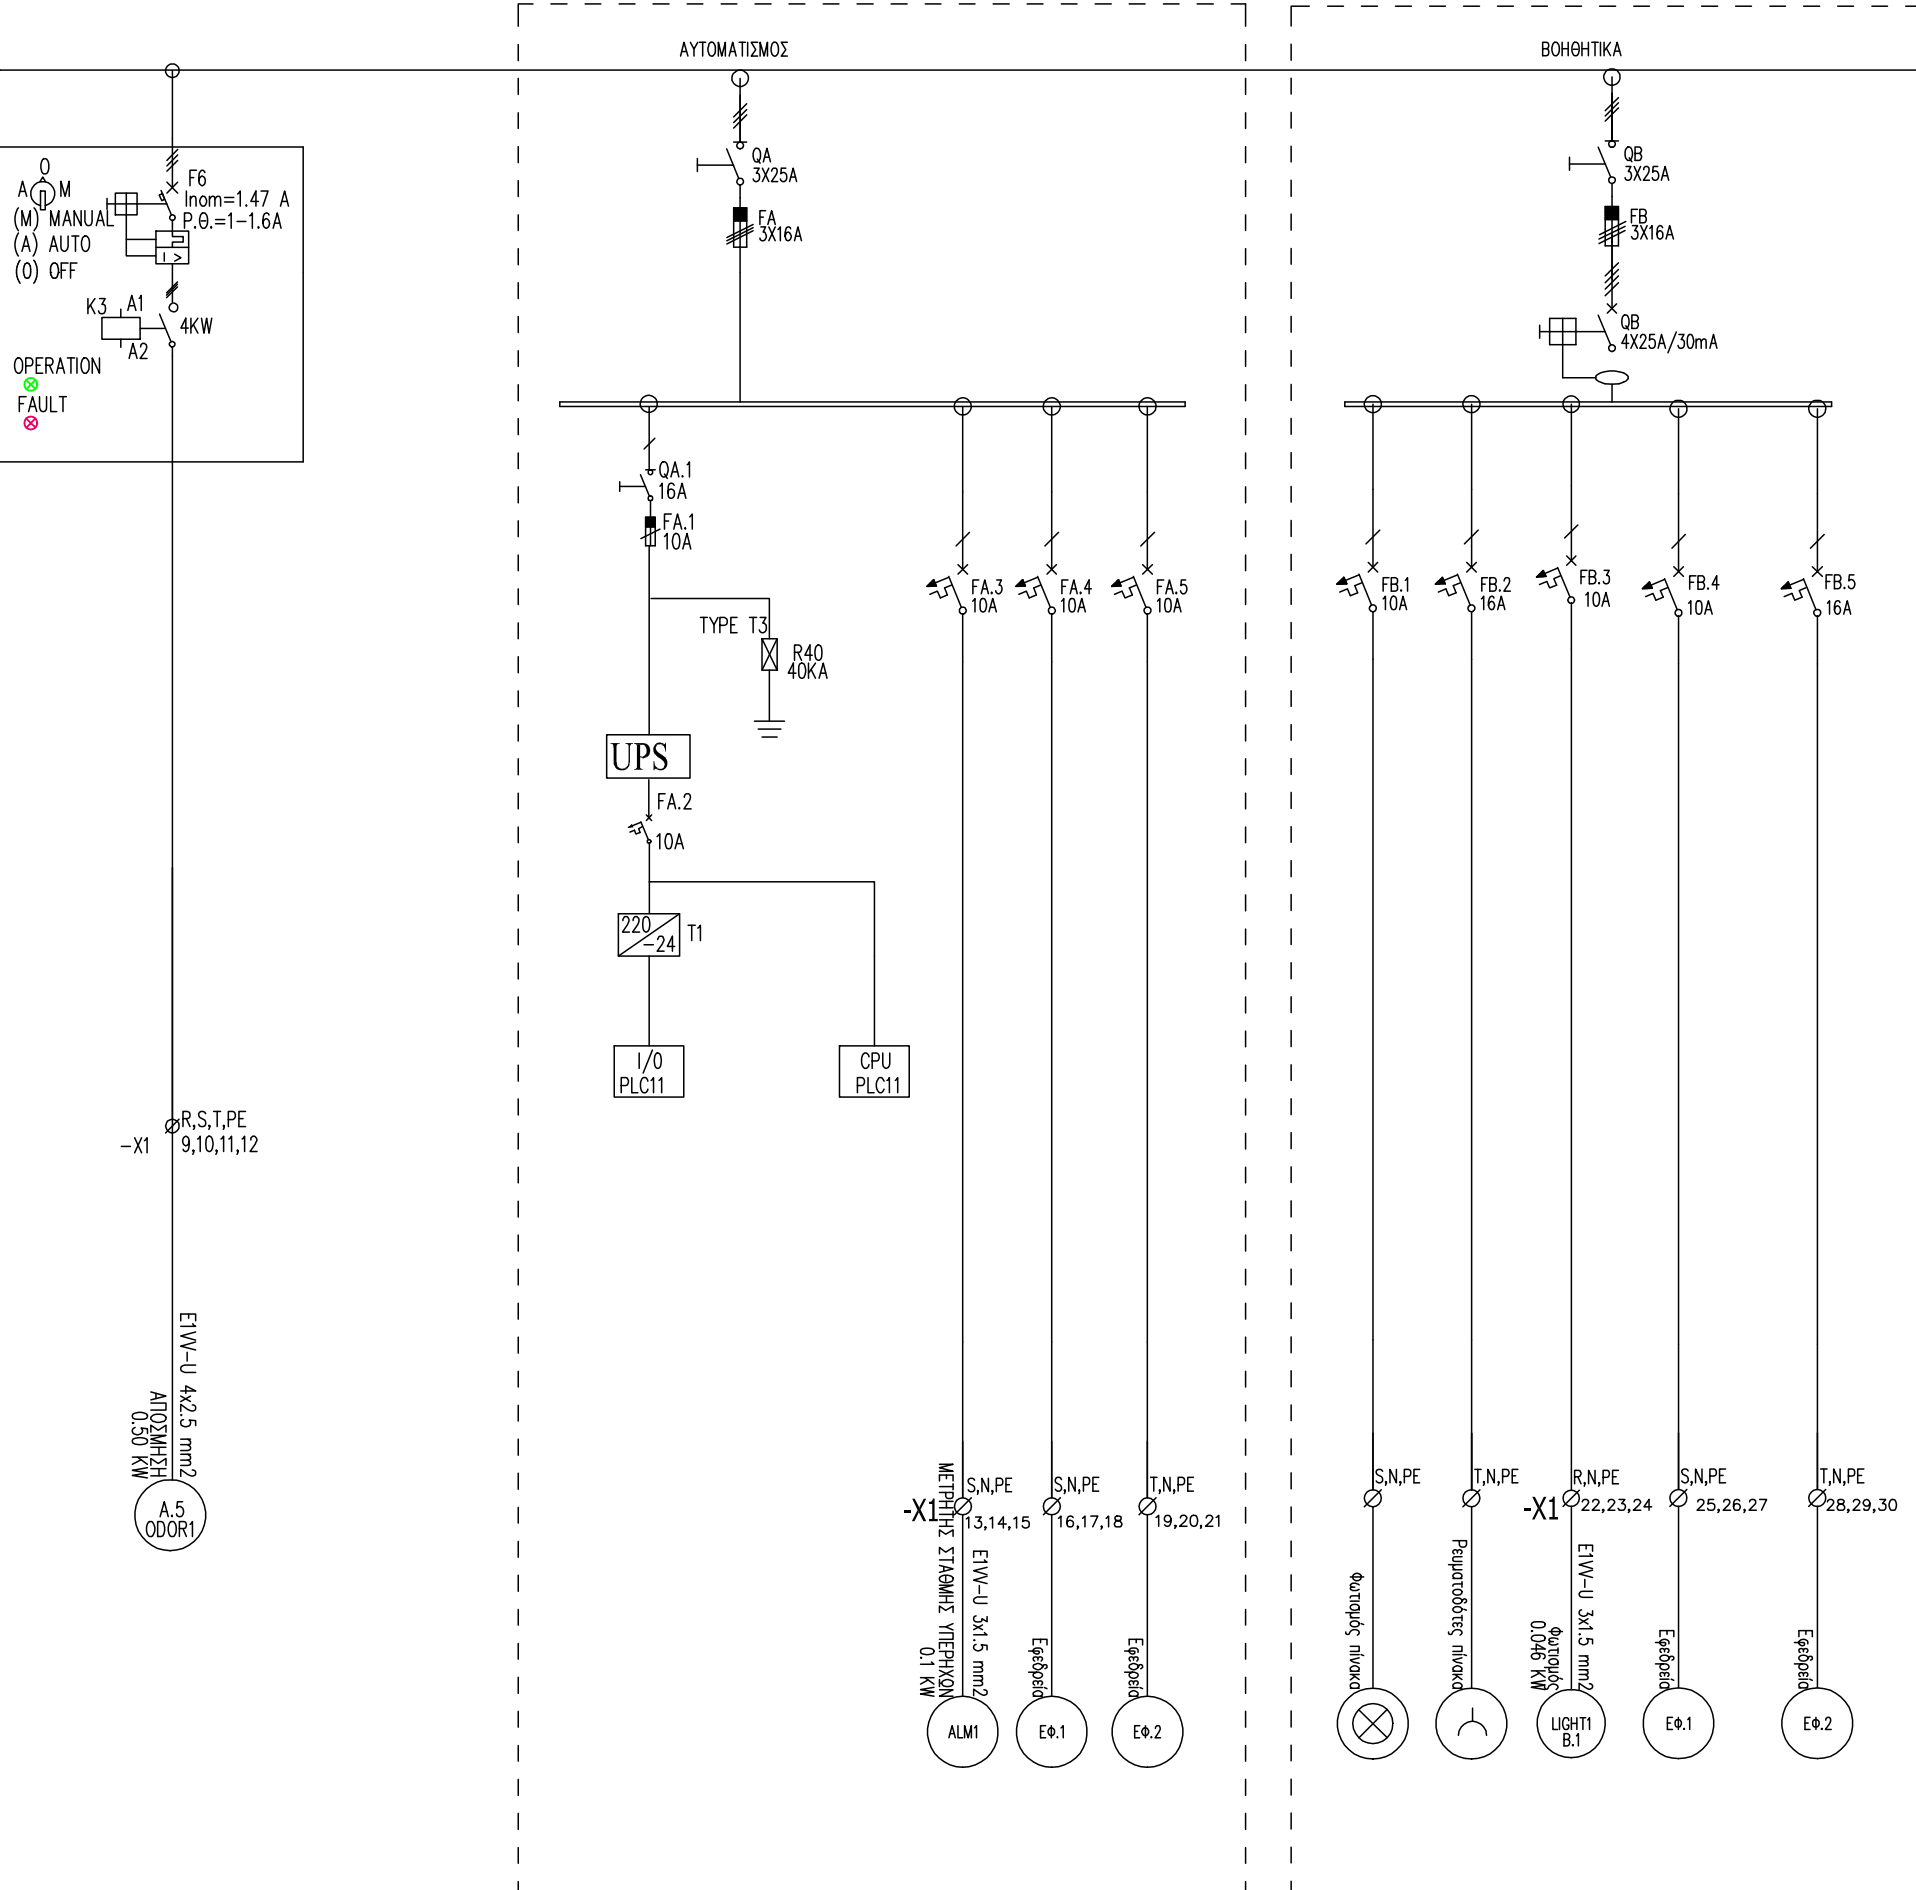 ΑΥΤΟΜΑΤΙΣΜΟΣ
ΒΟΗΘΗΤΙΚΑ
0
A M
(M) MANUAL
(A) AUTO
(0) OFF
F6
Inom=1.47 A
P.Θ.=1-1.6A
I >
K3
A1
A2
4KW
OPERATION
FAULT
-X1
R,S,T,PE
9,10,11,12
E1VV-U 4x2.5 mm2
ΑΠΟΣΜΗΣΗ
0.50 KW
A.5
ODOR1
QA
3X25A
FA
3X16A
QA.1
16A
FA.1
10A
TYPE T3
R40
40KA
UPS
FA.2
10A
220
-24
T1
I/O
PLC11
CPU
PLC11
FA.3
10A
FA.4
10A
FA.5
10A
-X1
S,N,PE
13,14,15
S,N,PE
16,17,18
T,N,PE
19,20,21
E1VV-U 3x1.5 mm2
ΜΕΤΡΗΤΗΣ ΣΤΑΘΜΗΣ ΥΠΕΡΗΧΩΝ
0.1 KW
Εφεδρεία
Εφεδρεία
ALM1
ΕΦ.1
ΕΦ.2
QB
3X25A
FB
3X16A
QB
4X25A/30mA
FB.1
10A
FB.2
16A
FB.3
10A
FB.4
10A
FB.5
16A
S,N,PE
T,N,PE
-X1
R,N,PE
22,23,24
S,N,PE
25,26,27
T,N,PE
28,29,30
Φωτισμός πίνακα
Ρευματοδότες πίνακα
E1VV-U 3x1.5 mm2
Φωτισμός
0.046 KW
Εφεδρεία
Εφεδρεία
LIGHT1
B.1
ΕΦ.1
ΕΦ.2